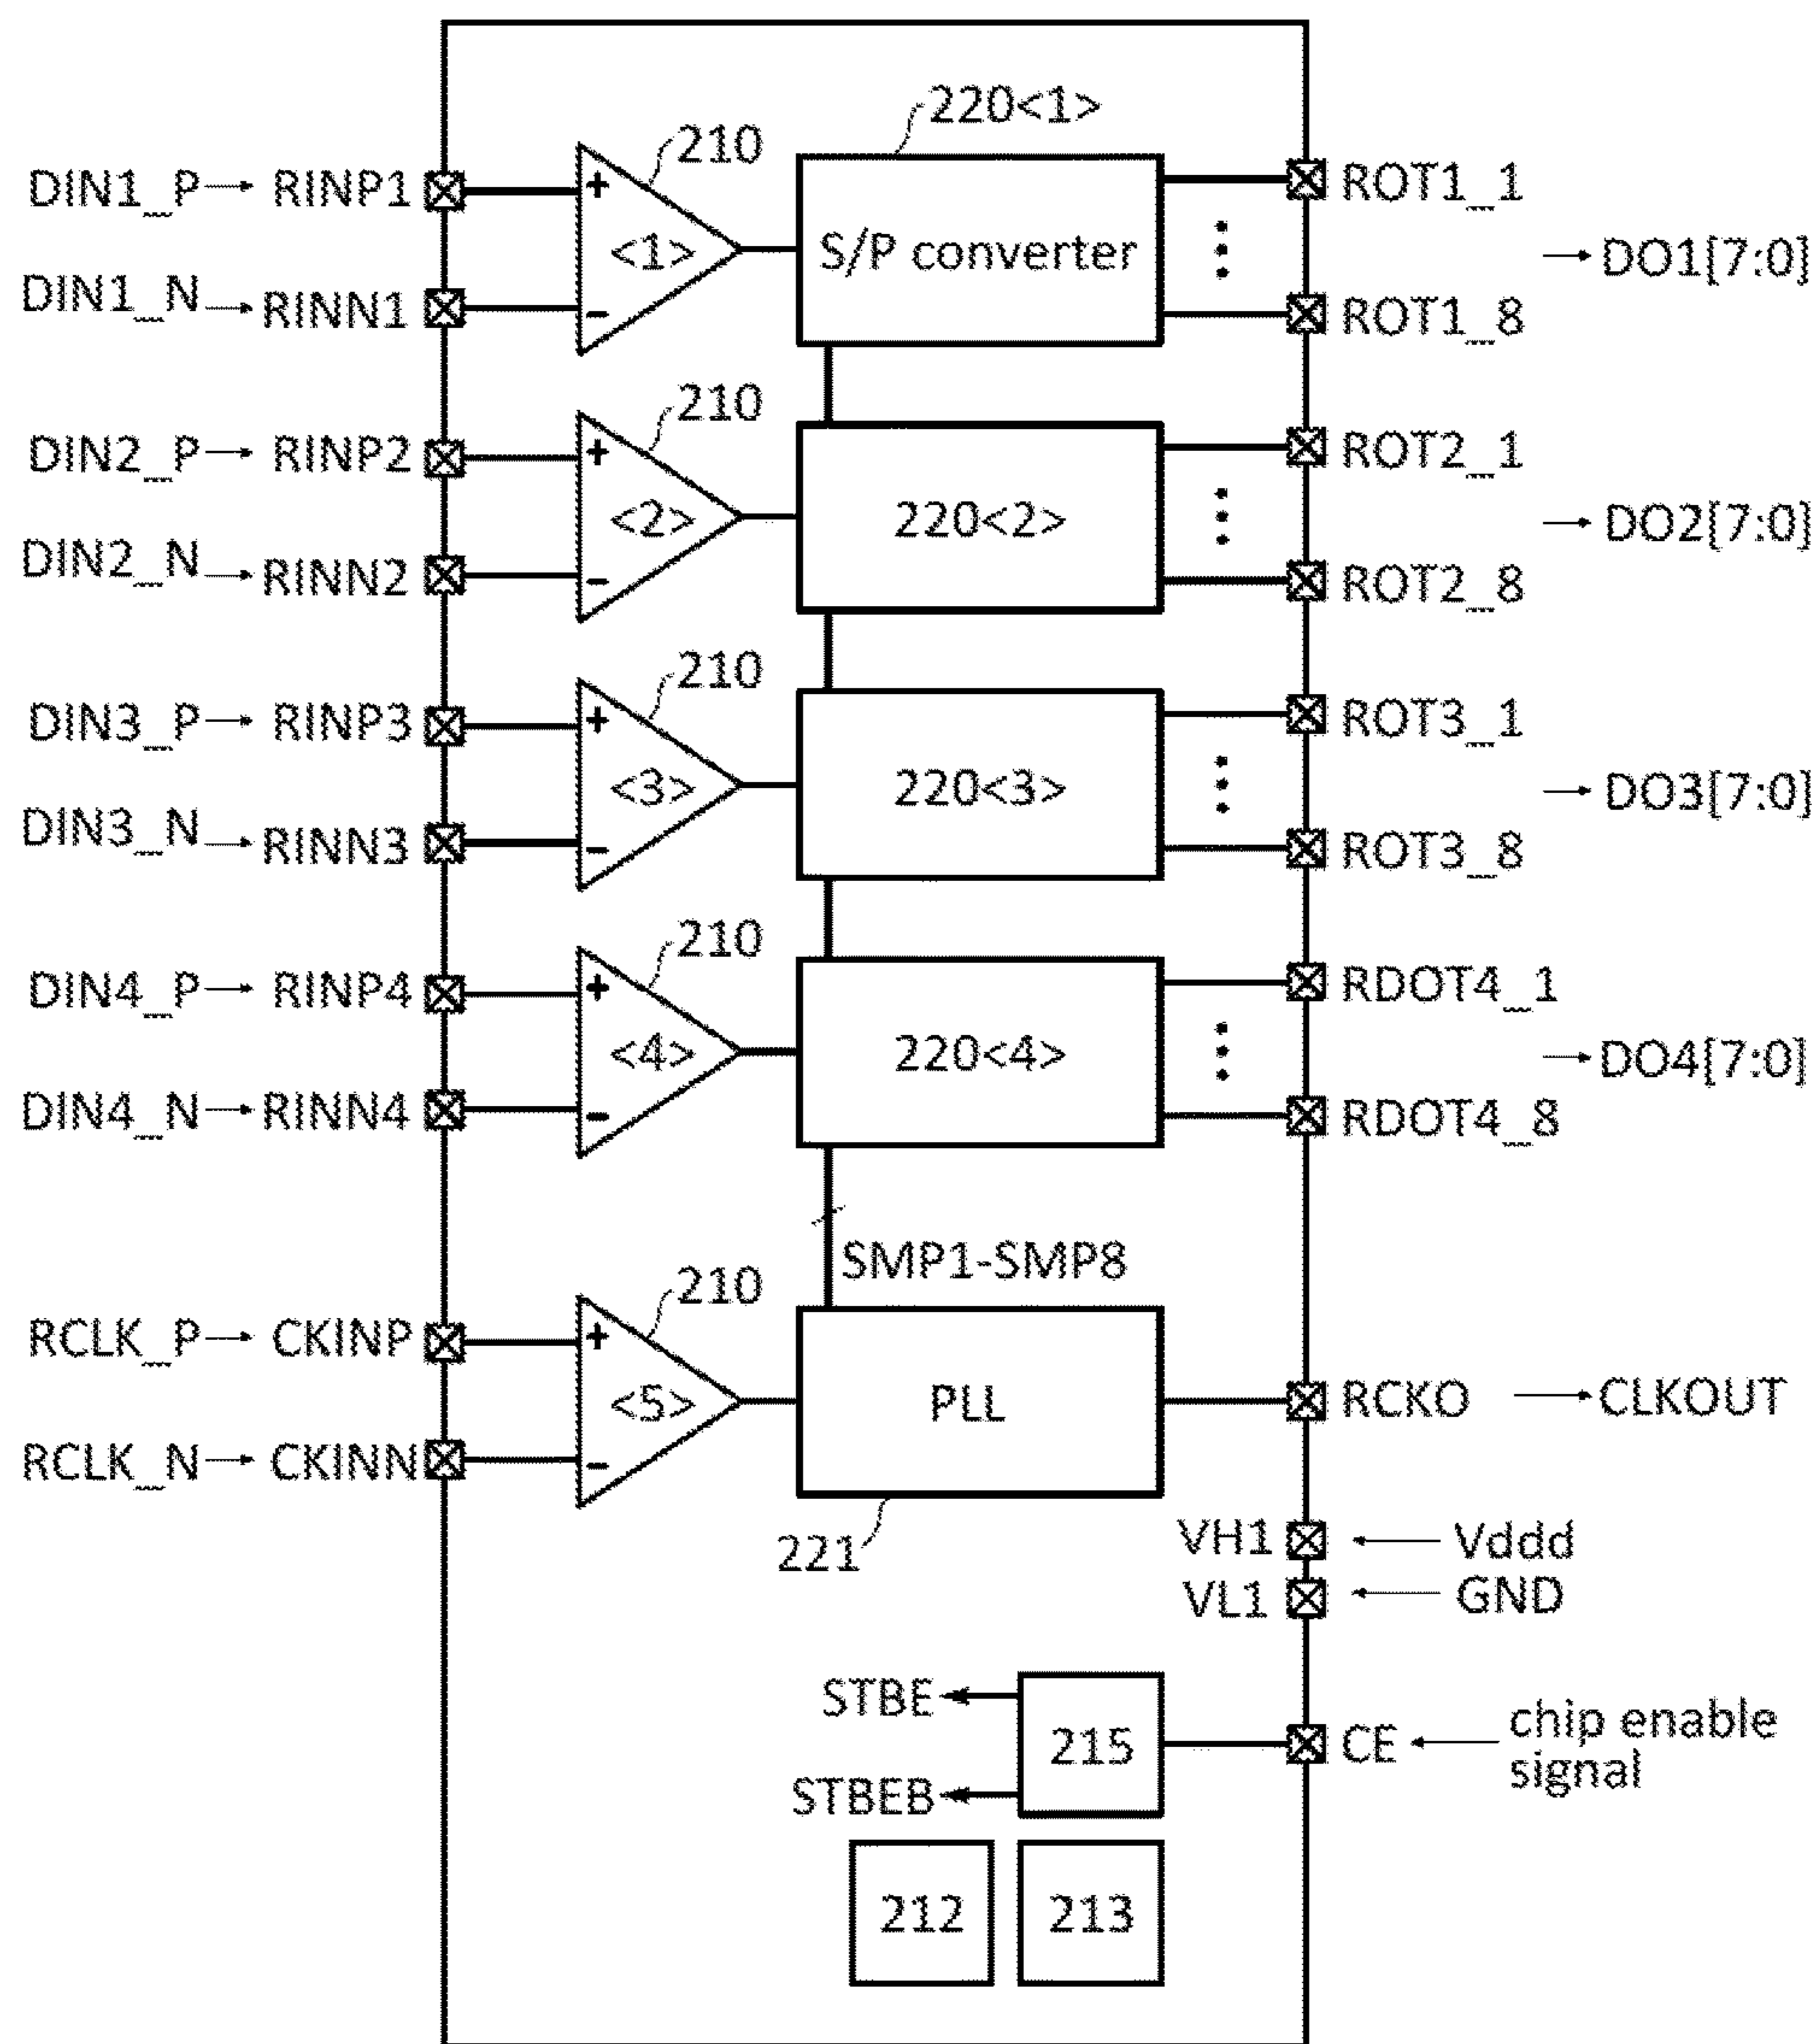 220<1>
210
DIN1_P RINP1 + ROT1_1
<1> S/P converter DO1[7:0]
DIN1_N RINN1 - ROT1_8
210
DIN2_P RINP2 + ROT2_1
<2> 220<2> DO2[7:0]
DIN2_N RINN2 - ROT2_8
210
DIN3_P RINP3 + ROT3_1
<3> 220<3> DO3[7:0]
DIN3_N RINN3 - ROT3_8
210
DIN4_P RINP4 + RDOT4_1
<4> 220<4> DO4[7:0]
DIN4_N RINN4 - RDOT4_8
SMP1-SMP8
210
RCLK_P CKINP +
<5> PLL RCKO CLKOUT
RCLK_N CKINN -
221
VH1 Vddd
VL1 GND
STBE
215 CE chip enable
signal
STBEB
212 213